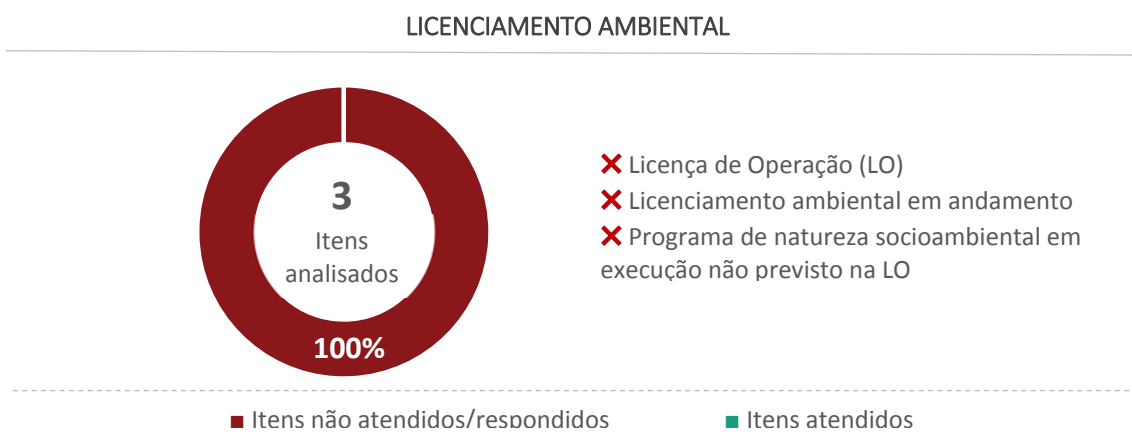 LICENCIAMENTO AMBIENTAL
3
Itens
analisados
100%
❌ Licença de Operação (LO)
❌ Licenciamento ambiental em andamento
❌ Programa de natureza socioambiental em
execução não previsto na LO
■ Itens não atendidos/respondidos ■ Itens atendidos